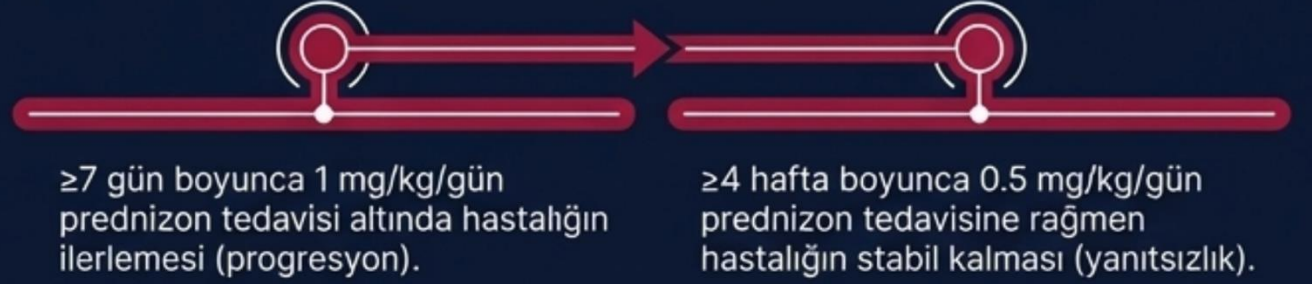 ≥7 gün boyunca 1 mg/kg/gün
prednizon tedavisi altında hastalığın
ilerlemesi (progresyon).
≥4 hafta boyunca 0.5 mg/kg/gün
prednizon tedavisine rağmen
hastalığın stabil kalması (yanıtsızlık).